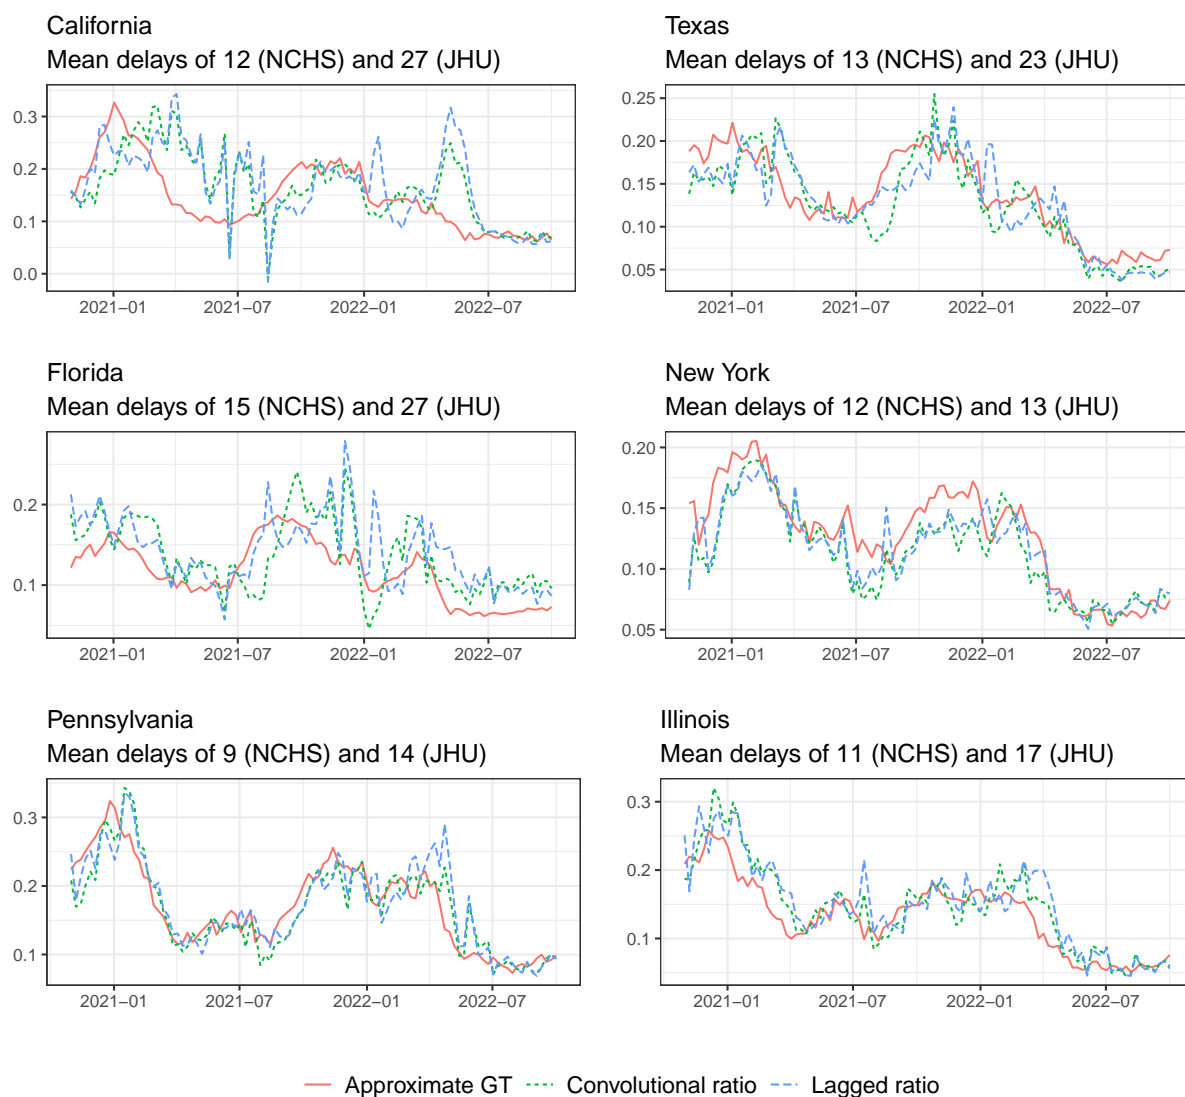 California
Mean delays of 12 (NCHS) and 27 (JHU)
0.3
0.2
0.1
0.0
2021−01 2021−07 2022−01 2022−07
Texas
Mean delays of 13 (NCHS) and 23 (JHU)
0.25
0.20
0.15
0.10
0.05
2021−01 2021−07 2022−01 2022−07
Florida
Mean delays of 15 (NCHS) and 27 (JHU)
0.2
0.1
2021−01 2021−07 2022−01 2022−07
New York
Mean delays of 12 (NCHS) and 13 (JHU)
0.20
0.15
0.10
0.05
2021−01 2021−07 2022−01 2022−07
Pennsylvania
Mean delays of 9 (NCHS) and 14 (JHU)
0.3
0.2
0.1
2021−01 2021−07 2022−01 2022−07
Illinois
Mean delays of 11 (NCHS) and 17 (JHU)
0.3
0.2
0.1
2021−01 2021−07 2022−01 2022−07
Approximate GT Convolutional ratio Lagged ratio